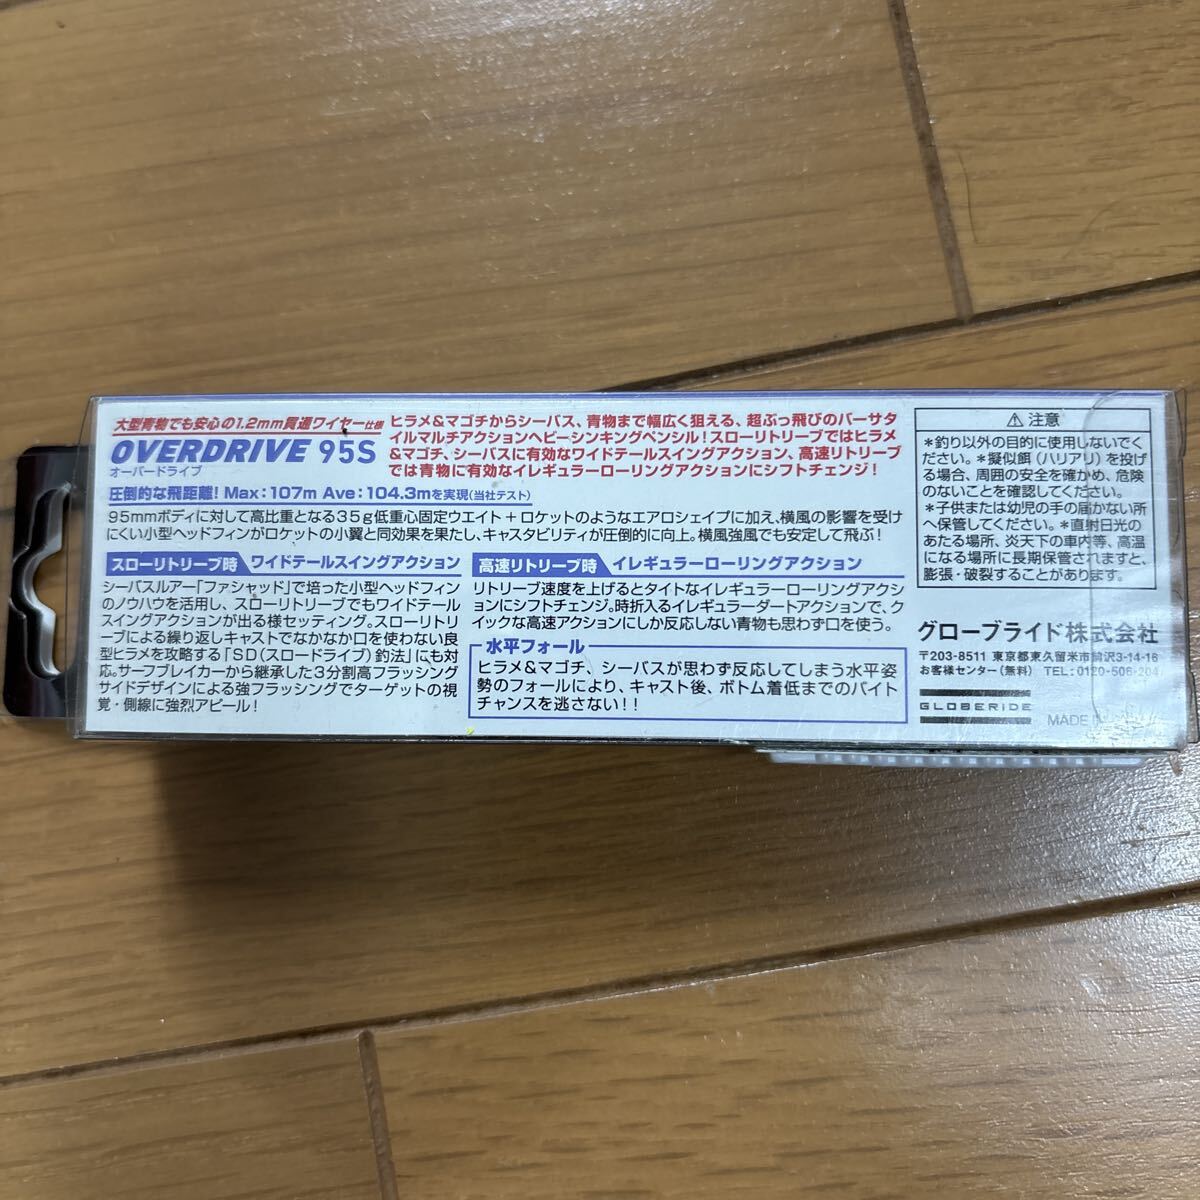 大型青物でも安心の1.2mm貫通ワイヤー仕様
OVERDRIVE 95S
オーバードライブ
ヒラメ&マゴチからシーバス、青物まで幅広く狙える、超ぶっ飛びのバーサタ
イルマルチアクションヘビーシンキングペンシル！スローリトリーブではヒラメ
&マゴチ、シーバスに有効なワイドテールスイングアクション、高速リトリーブ
では青物に有効なイレギュラーローリングアクションにシフトチェンジ！
圧倒的な飛距離！Max：107m Ave：104.3mを実現(当社テスト)
95mmボディに対して高比重となる35g低重心固定ウエイト＋ロケットのようなエアロシェイプに加え、横風の影響を受け
にくい小型ヘッドフィンがロケットの小翼と同効果を果たし、キャスタビリティが圧倒的に向上。横風強風でも安定して飛ぶ！
スローリトリーブ時 ワイドテールスイングアクション
シーバスルアー「ファシャッド」で培った小型ヘッドフィン
のノウハウを活用し、スローリトリーブでもワイドテール
スイングアクションが出る様セッティング。スローリトリ
ーブによる繰り返しキャストでなかなか口を使わない良
型ヒラメを攻略する「SD(スロードライブ)釣法」にも対
応。サーフブレイカーから継承した3分割高フラッシング
サイドデザインによる強フラッシングでターゲットの視
覚・側線に強烈アピール！
高速リトリーブ時 イレギュラーローリングアクション
リトリーブ速度を上げるとタイトなイレギュラーローリングアク
ションにシフトチェンジ。時折入るイレギュラーダートアクションで、ク
イックな高速アクションにしか反応しない青物も思わず口を使う。
水平フォール
ヒラメ&マゴチ、シーバスが思わず反応してしまう水平姿
勢のフォールにより、キャスト後、ボトム着低までのバイト
チャンスを逃さない！！
⚠ 注意
＊釣り以外の目的に使用しないでく
ださい。＊擬似餌(ハリアリ)を投げ
る場合、周囲の安全を確かめ、危険
のないことを確認してください。
＊子供または幼児の手の届かない所
へ保管してください。＊直射日光の
あたる場所、炎天下の車内等、高温
になる場所に長期保管されますと、
膨張・破裂することがあります。
グローブライド株式会社
〒203-8511 東京都東久留米市前沢3-14-16
お客様センター(無料) TEL：0120-506-204
GLOBERIDE
MADE IN